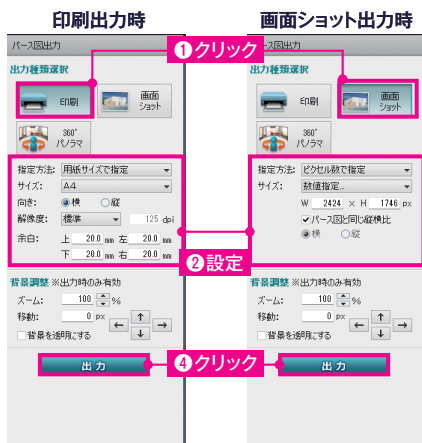 印刷出力時
パース図出力
出力種類選択
印刷
画面
ショット
360°
パノラマ
指定方法: 用紙サイズで指定
サイズ: A4
向き: 横 縦
解像度: 標準 125 dpi
余白: 上 20.0 mm 左 20.0 mm
下 20.0 mm 右 20.0 mm
背景調整 ※出力時のみ有効
ズーム: 100 %
移動: 0 px ← ↑ ↓ →
背景を透明にする
出力
画面ショット出力時
ース図出力
出力種類選択
印刷
画面
ショット
360°
パノラマ
指定方法: ピクセル数で指定
サイズ: 数値指定...
W 2424 × H 1746 px
パース図と同じ縦横比
横 縦
背景調整 ※出力時のみ有効
ズーム: 100 %
移動: 0 px ← ↑ ↓ →
背景を透明にする
出力
❶クリック
❷設定
❹クリック